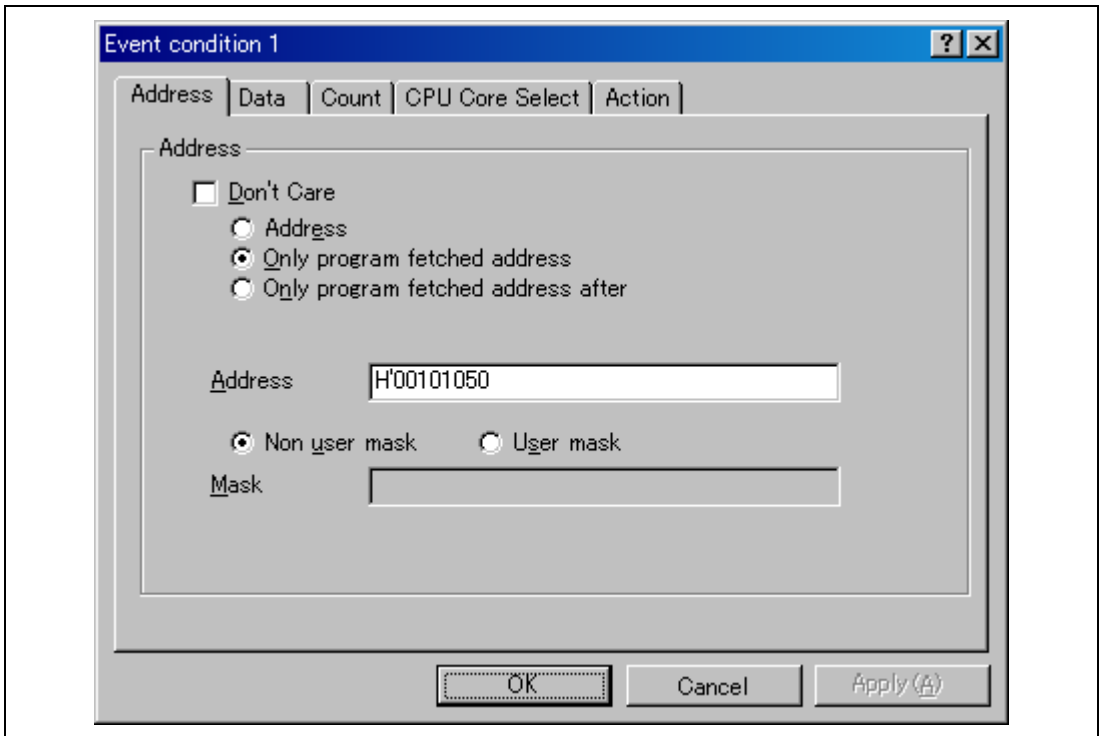 Event condition 1
Address Data Count CPU Core Select Action
Address
Don't Care
Address
Only program fetched address
Only program fetched address after
Address H'00101050
Non user mask User mask
Mask
OK Cancel Apply(A)